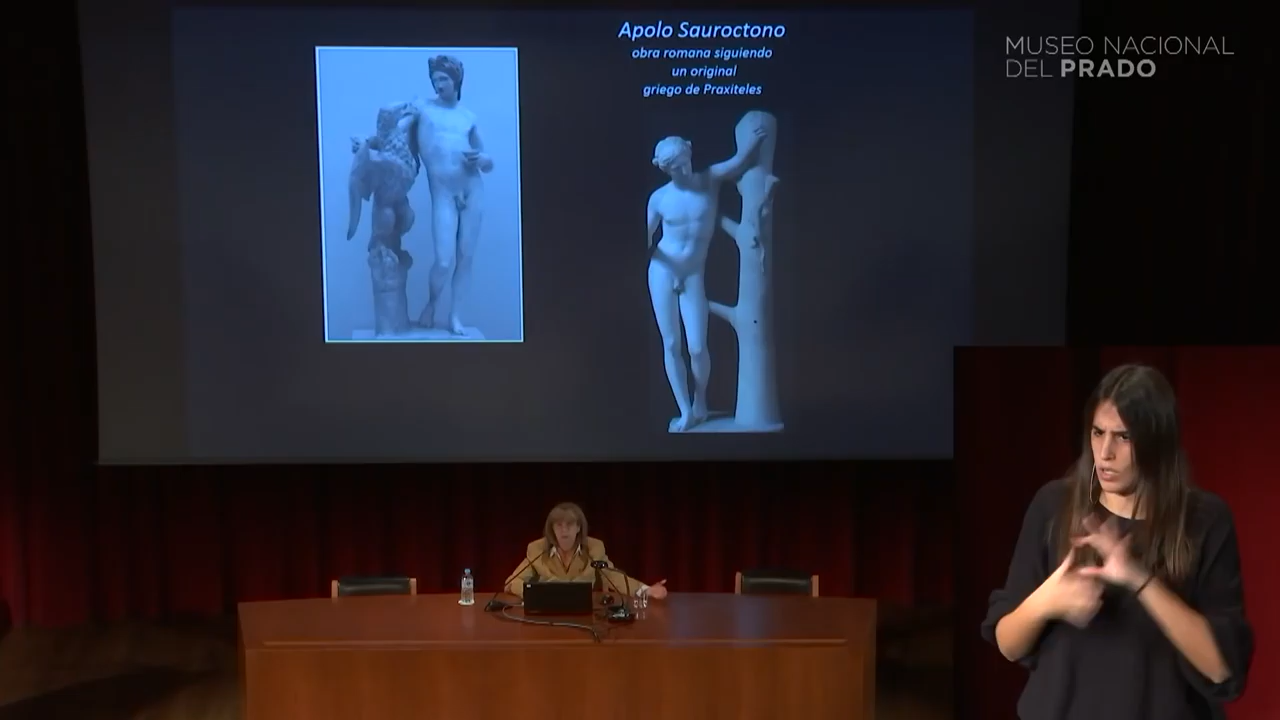 Apolo Sauroctono
obra romana siguiendo
un original
griego de Praxiteles
MUSEO NACIONAL
DEL PRADO